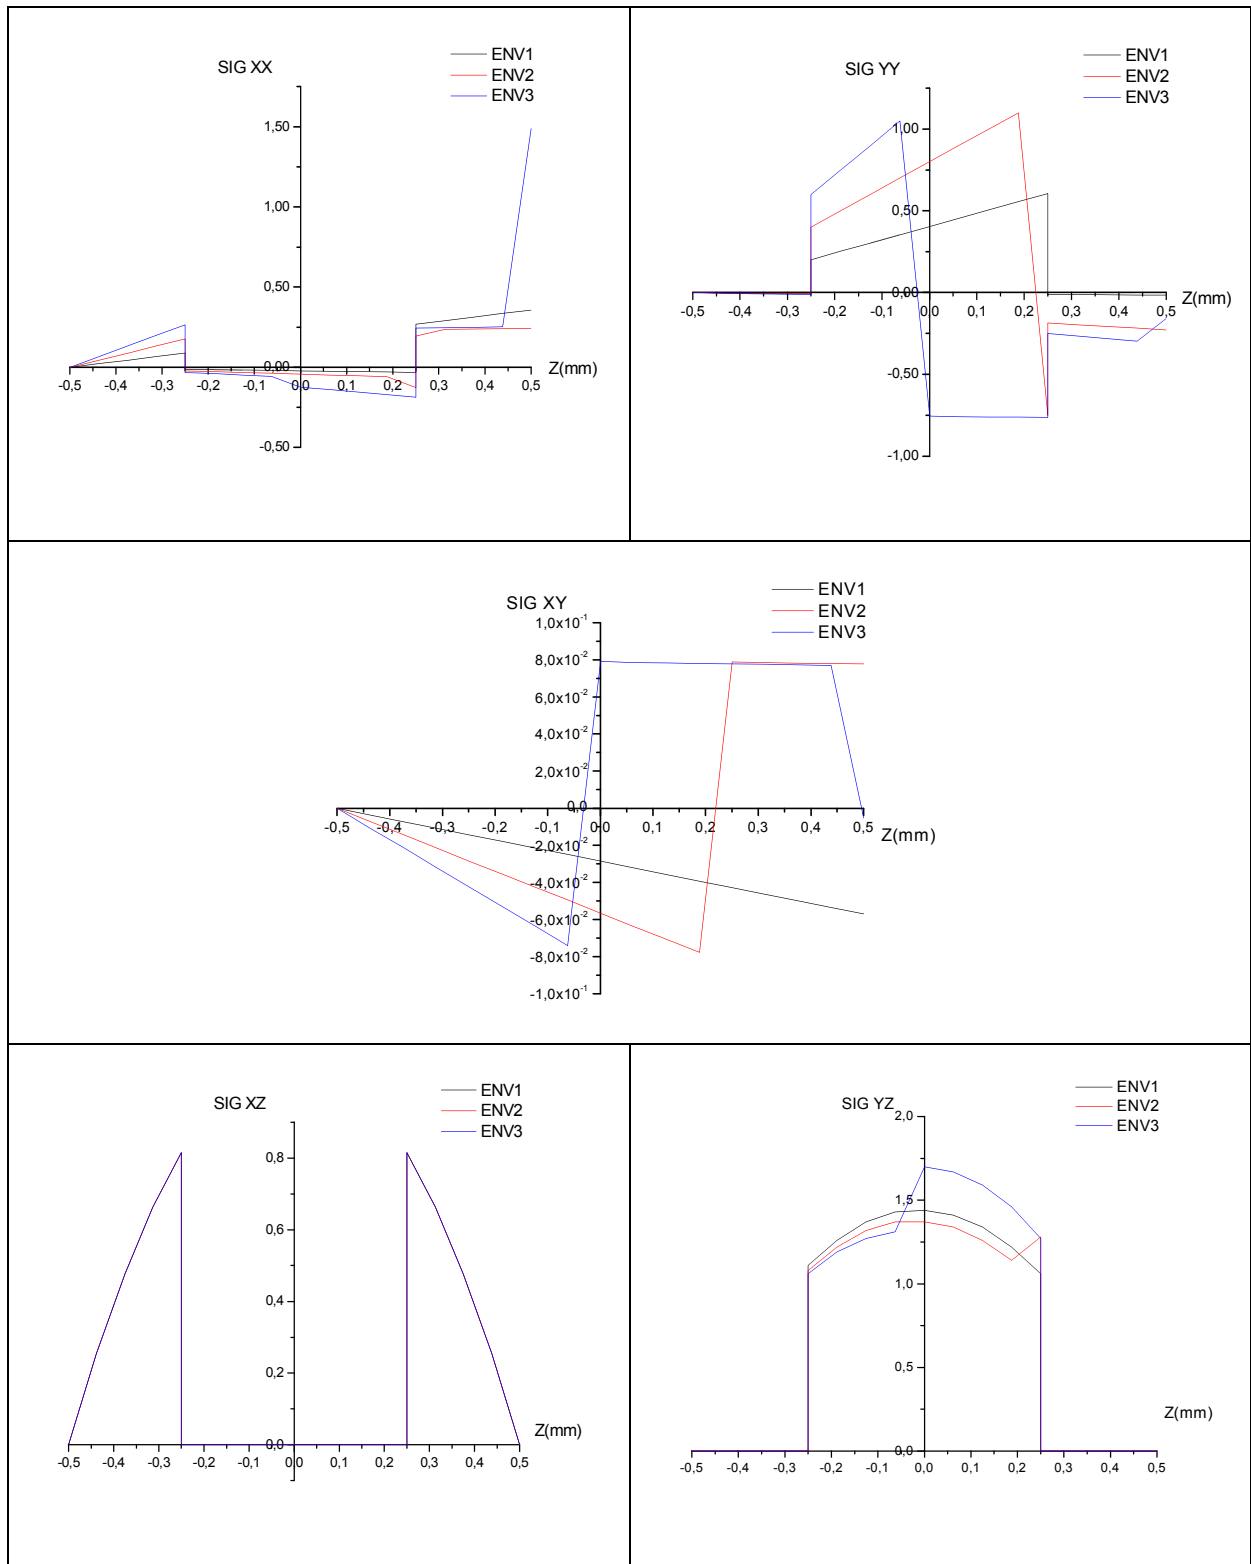 SIG XX
ENV1
ENV2
ENV3
1,50
1,00
0,50
0,00
-0,50
-0,5 -0,4 -0,3 -0,2 -0,1 0,0 0,1 0,2 0,3 0,4 0,5
Z(mm)
SIG YY
ENV1
ENV2
ENV3
1,00
0,50
0,00
-0,50
-1,00
-0,5 -0,4 -0,3 -0,2 -0,1 0,0 0,1 0,2 0,3 0,4 0,5
Z(mm)
SIG XY
ENV1
ENV2
ENV3
1,0x10-1
8,0x10-2
6,0x10-2
4,0x10-2
2,0x10-2
0,0
-2,0x10-2
-4,0x10-2
-6,0x10-2
-8,0x10-2
-1,0x10-1
-0,5 -0,4 -0,3 -0,2 -0,1 0,0 0,1 0,2 0,3 0,4 0,5
Z(mm)
SIG XZ
ENV1
ENV2
ENV3
0,8
0,6
0,4
0,2
0,0
-0,5 -0,4 -0,3 -0,2 -0,1 0,0 0,1 0,2 0,3 0,4 0,5
Z(mm)
SIG YZ
ENV1
ENV2
ENV3
2,0
1,5
1,0
0,5
0,0
-0,5 -0,4 -0,3 -0,2 -0,1 0,0 0,1 0,2 0,3 0,4 0,5
Z(mm)